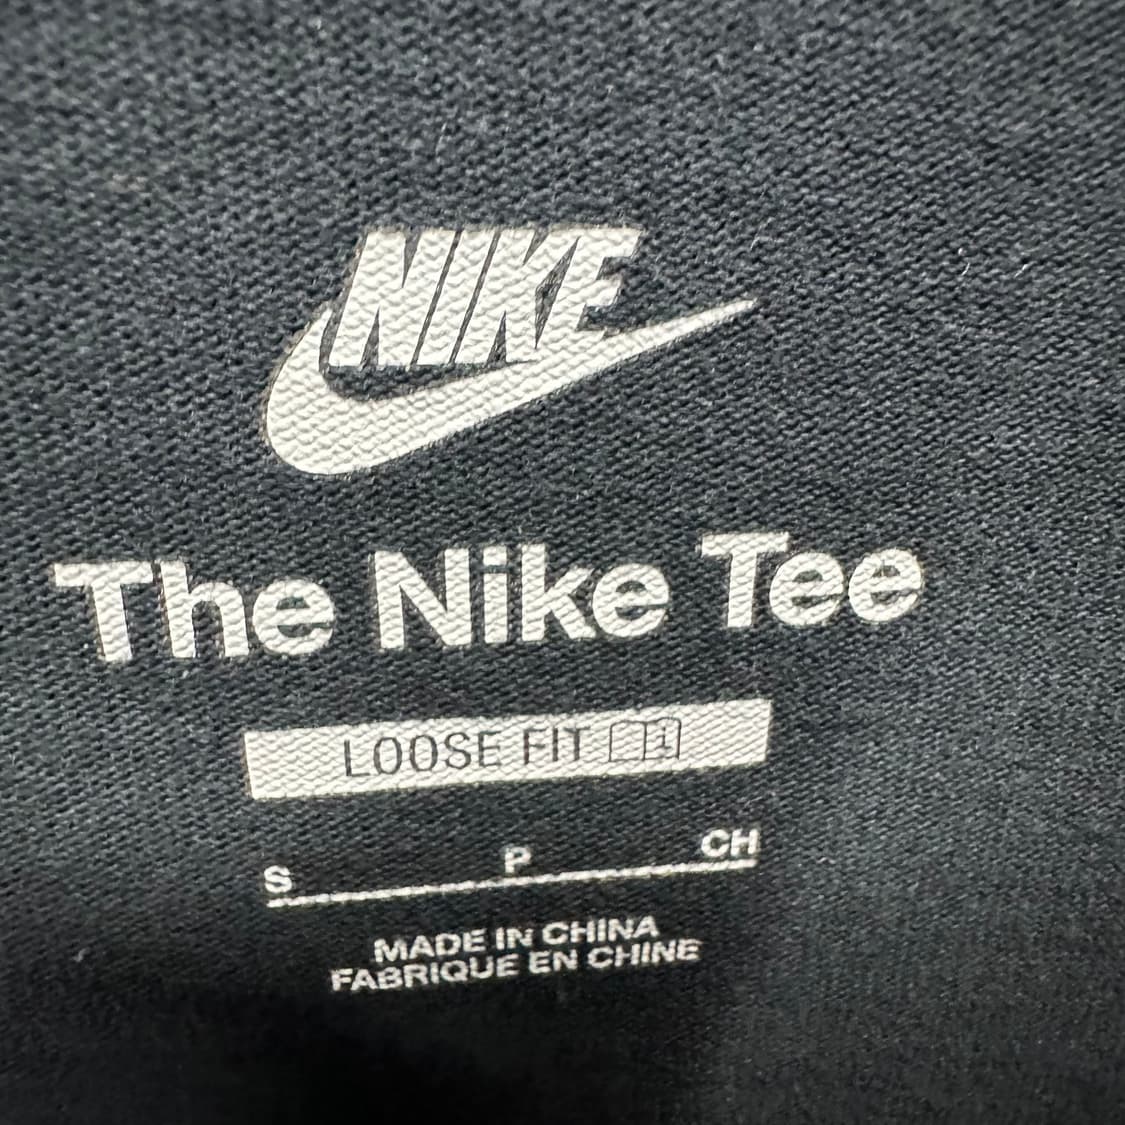 NIKE
The Nike Tee
LOOSE FIT
S P CH
MADE IN CHINA
FABRIQUE EN CHINE